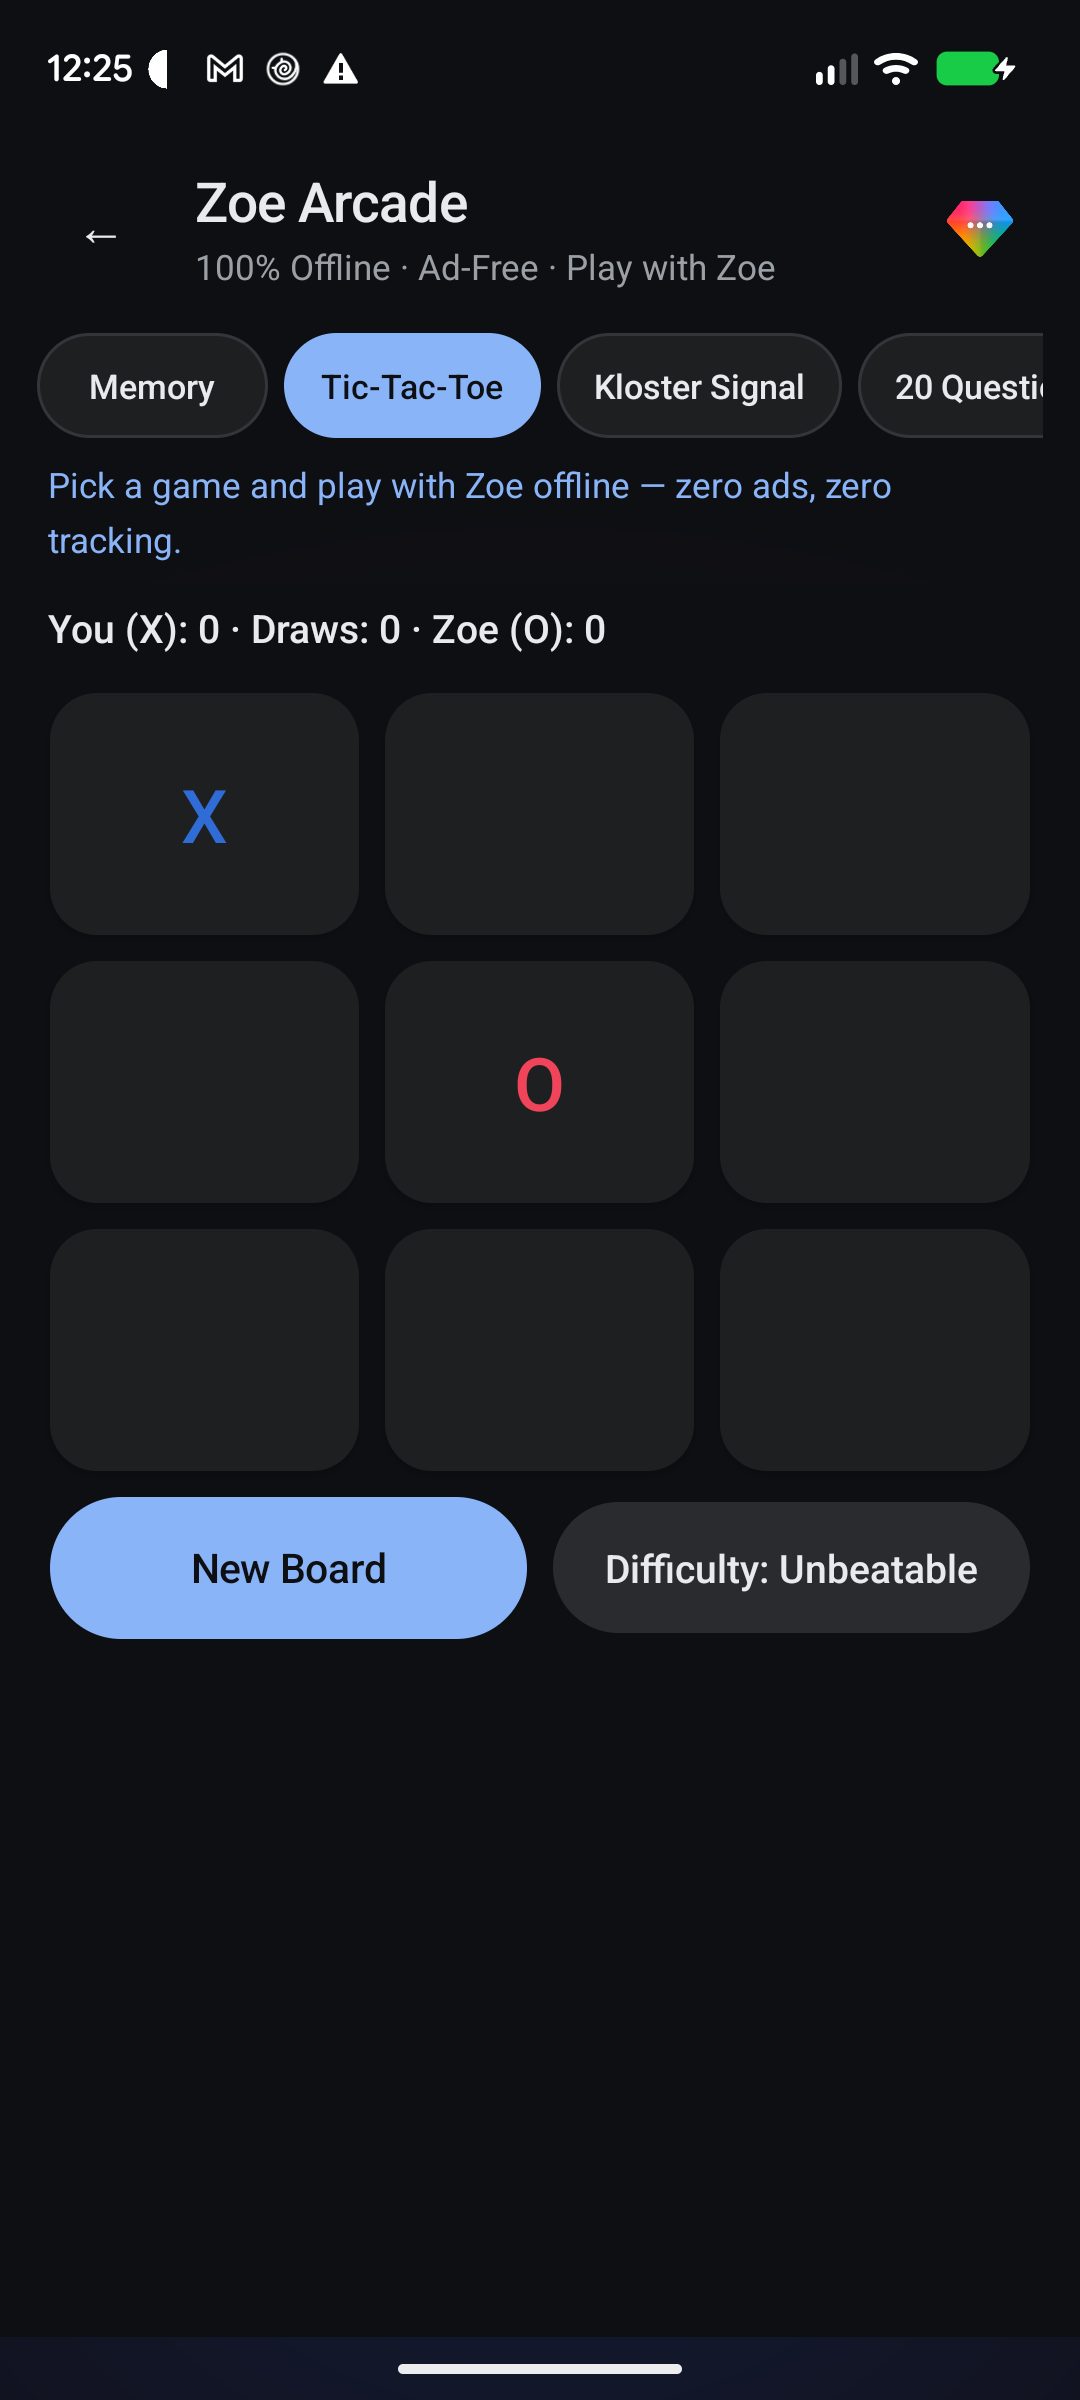 12:25
Zoe Arcade
100% Offline · Ad-Free · Play with Zoe
Memory
Tic-Tac-Toe
Kloster Signal
20 Questi
Pick a game and play with Zoe offline — zero ads, zero
tracking.
You (X): 0 · Draws: 0 · Zoe (O): 0
X
O
New Board
Difficulty: Unbeatable